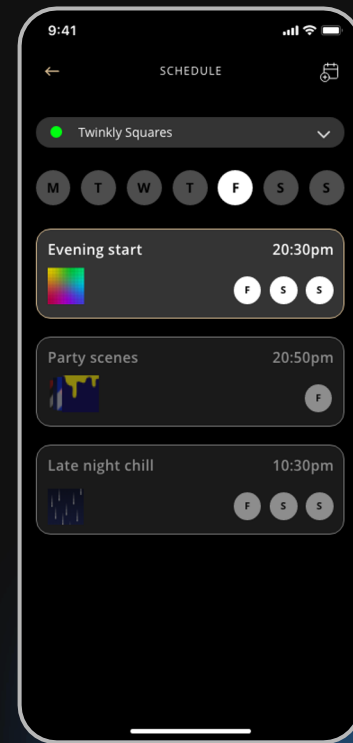 9:41
SCHEDULE
Twinkly Squares
M T W T F S S
Evening start 20:30pm
F S S
Party scenes 20:50pm
F
Late night chill 10:30pm
F S S